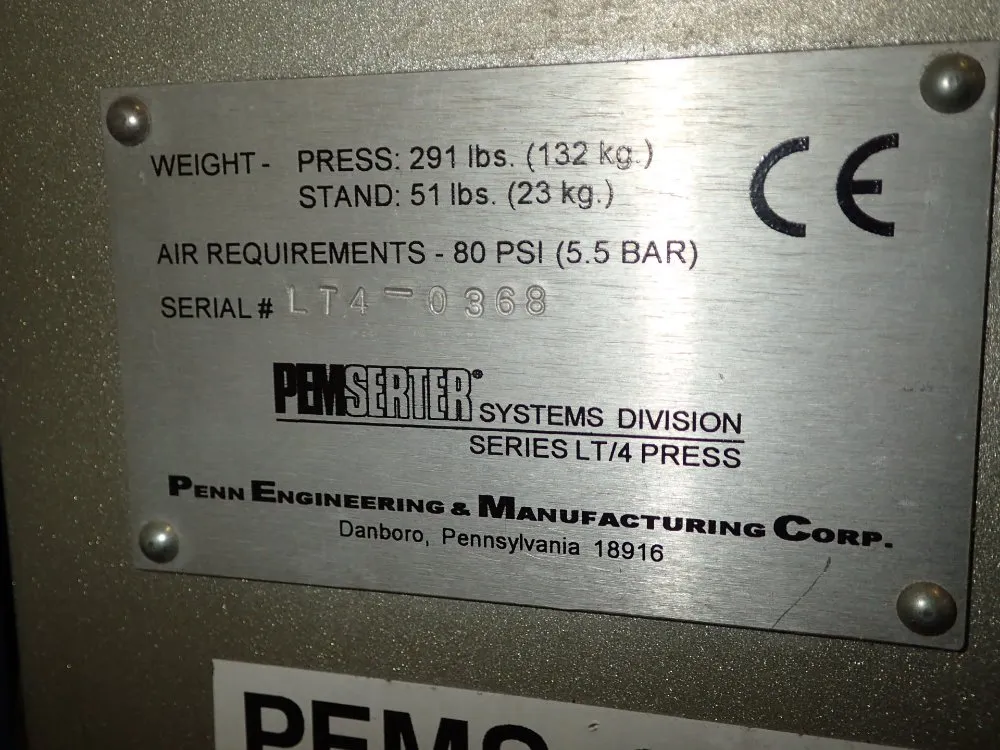 WEIGHT - PRESS: 291 lbs. (132 kg.)
STAND: 51 lbs. (23 kg.)
CE
AIR REQUIREMENTS - 80 PSI (5.5 BAR)
SERIAL # LT4-0368
PEMSERTER® SYSTEMS DIVISION
SERIES LT/4 PRESS
PENN ENGINEERING & MANUFACTURING CORP.
Danboro, Pennsylvania 18916